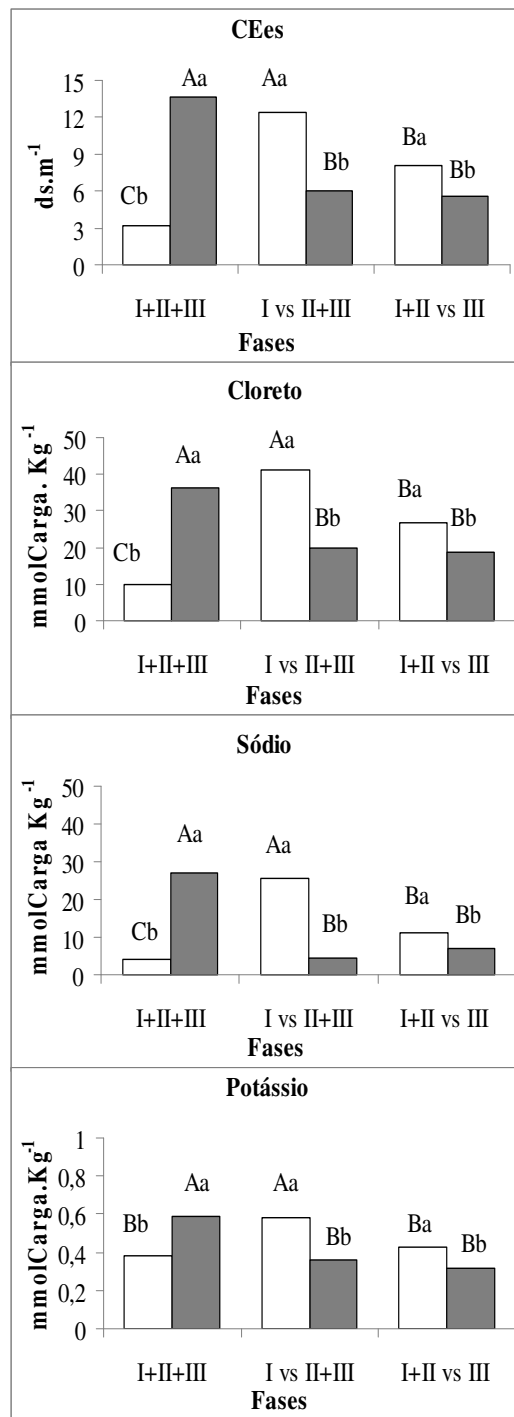 CEes
ds.m⁻¹
15
12
9
6
3
0
Cb Aa Aa Bb Ba Bb
I+II+III I vs II+III I+II vs III
Fases
Cloreto
mmolCarga. Kg⁻¹
50
40
30
20
10
0
Cb Aa Aa Bb Ba Bb
I+II+III I vs II+III I+II vs III
Fases
Sódio
mmolCarga Kg⁻¹
50
40
30
20
10
0
Cb Aa Aa Bb Ba Bb
I+II+III I vs II+III I+II vs III
Fases
Potássio
mmolCarga.Kg⁻¹
1
0,8
0,6
0,4
0,2
0
Bb Aa Aa Bb Ba Bb
I+II+III I vs II+III I+II vs III
Fases